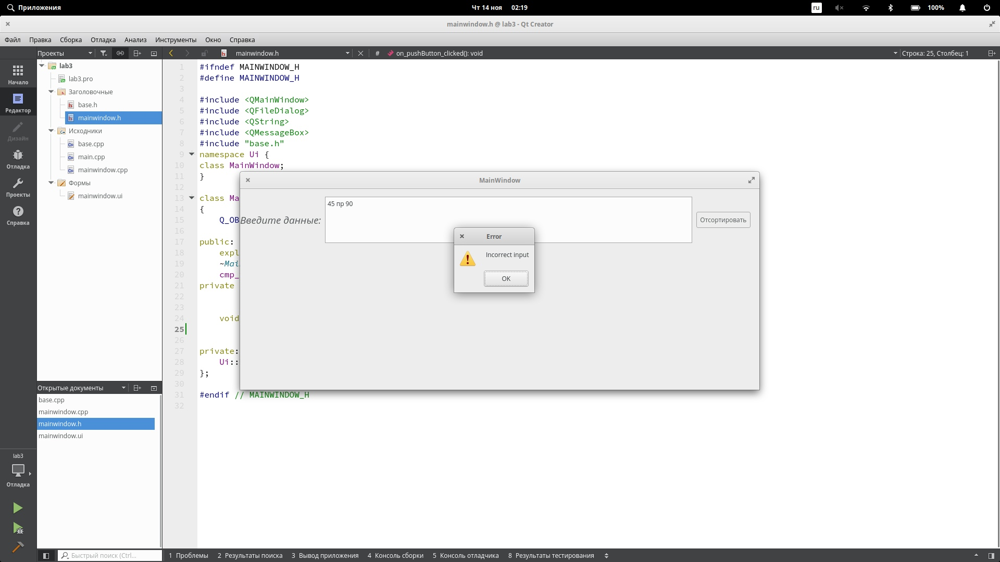 Приложения
Чт 14 ноя 02:19
ru
100%
mainwindow.h @ lab3 - Qt Creator
Файл Правка Сборка Отладка Анализ Инструменты Окно Справка
Проекты
mainwindow.h
# on_pushButton_clicked(): void
Строка: 25, Столбец: 1
Начало
Редактор
Дизайн
Отладка
Проекты
Справка
lab3
lab3.pro
Заголовочные
base.h
mainwindow.h
Исходники
base.cpp
main.cpp
mainwindow.cpp
Формы
mainwindow.ui
1 #ifndef MAINWINDOW_H
2 #define MAINWINDOW_H
3
4 #include <QMainWindow>
5 #include <QFileDialog>
6 #include <QString>
7 #include <QMessageBox>
8 #include "base.h"
9 namespace Ui {
10 class MainWindow;
11 }
12
13 class Ma
14 {
15 Q_OB
16
17 public:
18 expl
19 ~Mai
20 cmp_
21 private
22
23
24 void
25
26
27 private:
28 Ui::
29 };
30
31 #endif // MAINWINDOW_H
32
MainWindow
Введите данные:
45 пр 90
Отсортировать
Error
Incorrect input
OK
Открытые документы
base.cpp
mainwindow.cpp
mainwindow.h
mainwindow.ui
lab3
Отладка
Быстрый поиск (Ctrl...
1 Проблемы 2 Результаты поиска 3 Вывод приложения 4 Консоль сборки 5 Консоль отладчика 8 Результаты тестирования